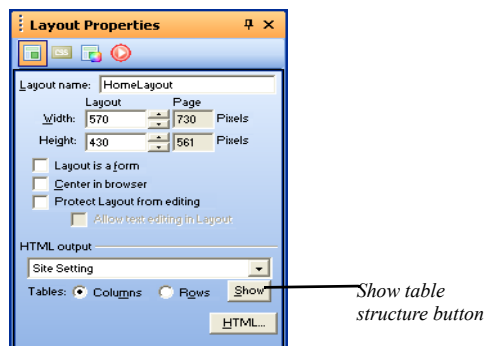 Layout Properties
css
Layout name: HomeLayout
Layout Page
Width: 570 730 Pixels
Height: 430 561 Pixels
Layout is a form
Center in browser
Protect Layout from editing
Allow text editing in Layout
HTML output
Site Setting
Tables: Columns Rows Show
HTML...
Show table
structure button